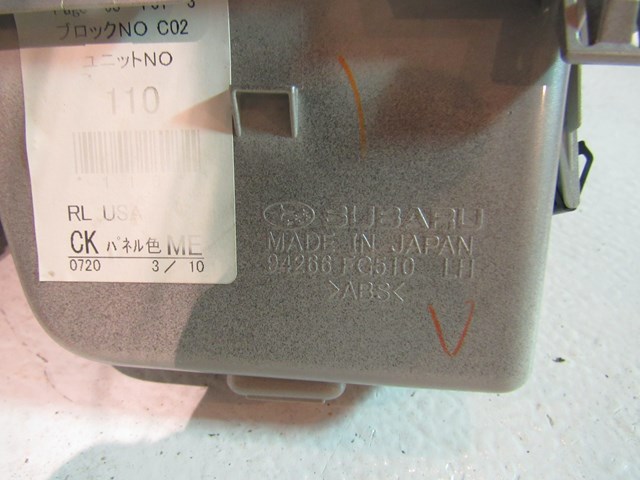 ブロックNO C02
ユニットNO
110
RL USA
CK パネル色 ME
0720 3/10
SUBARU
MADE IN JAPAN
94266 FG510 LH
>ABS<